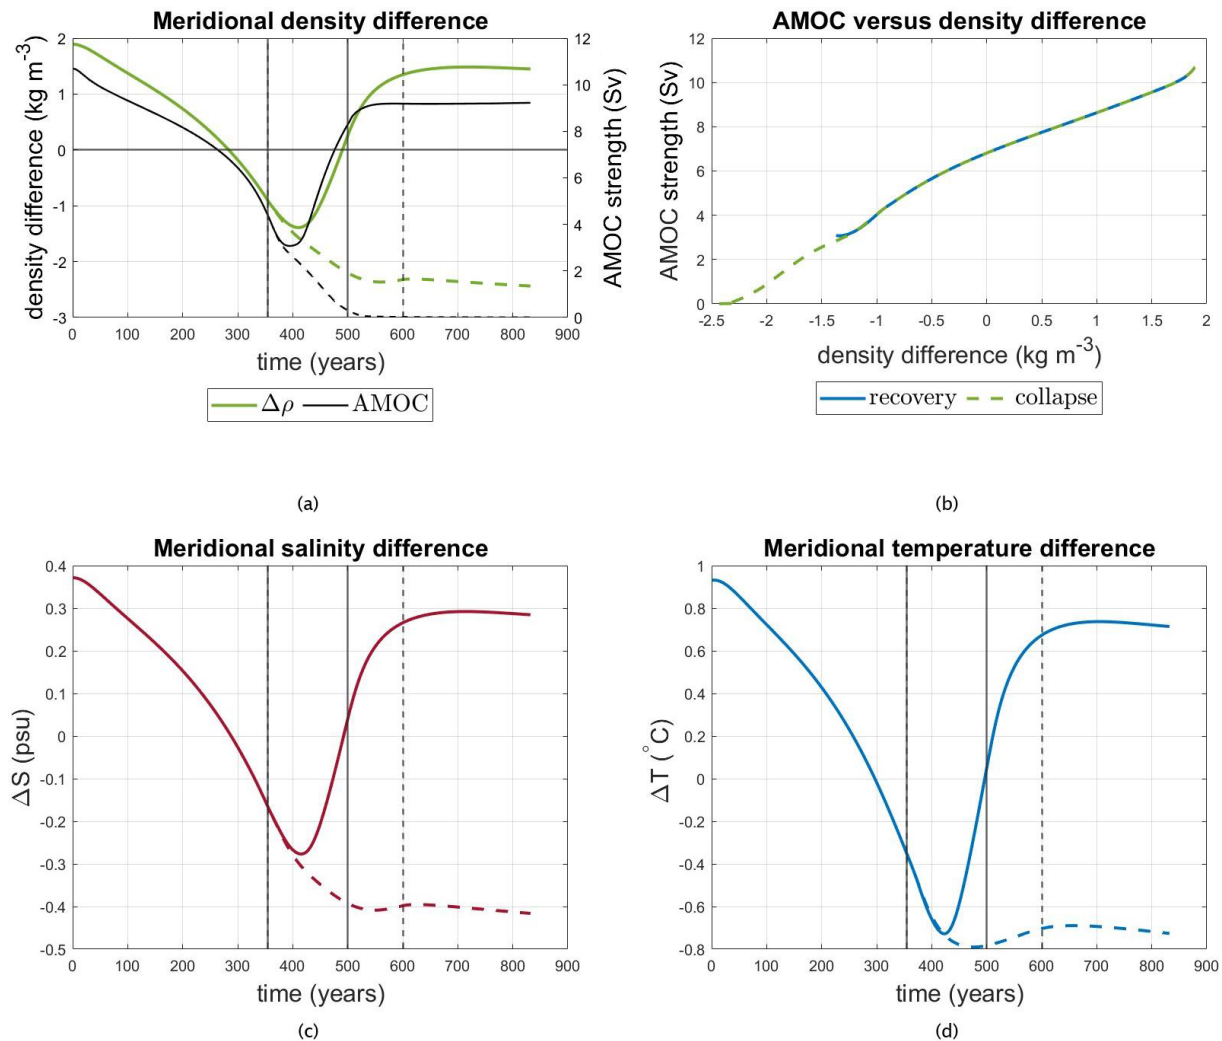 Meridional density difference
density difference (kg m⁻³)
2
1
0
-1
-2
-3
12
10
8
6
4
2
0
AMOC strength (Sv)
0 100 200 300 400 500 600 700 800 900
time (years)
Δρ AMOC
(a)
AMOC versus density difference
AMOC strength (Sv)
12
10
8
6
4
2
0
-2.5 -2 -1.5 -1 -0.5 0 0.5 1 1.5 2
density difference (kg m⁻³)
recovery collapse
(b)
Meridional salinity difference
ΔS (psu)
0.4
0.3
0.2
0.1
0
-0.1
-0.2
-0.3
-0.4
-0.5
0 100 200 300 400 500 600 700 800 900
time (years)
(c)
Meridional temperature difference
ΔT (°C)
1
0.8
0.6
0.4
0.2
0
-0.2
-0.4
-0.6
-0.8
0 100 200 300 400 500 600 700 800 900
time (years)
(d)